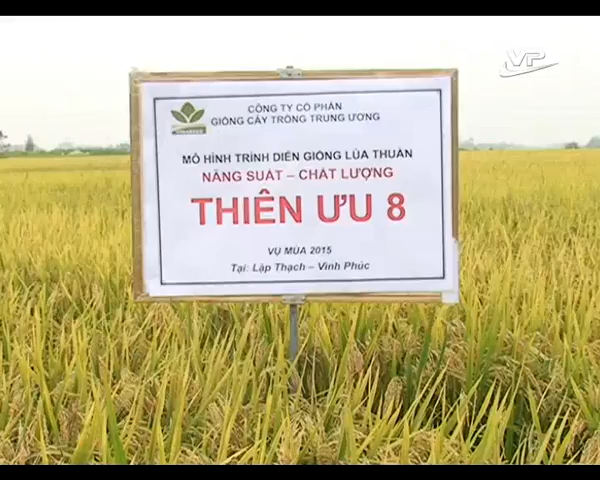 VP
CÔNG TY CỔ PHẦN
GIỐNG CÂY TRỒNG TRUNG ƯƠNG
MÔ HÌNH TRÌNH DIỄN GIỐNG LÚA THUẦN
NĂNG SUẤT – CHẤT LƯỢNG
THIÊN ƯU 8
VỤ MÙA 2015
Tại: Lập Thạch – Vĩnh Phúc